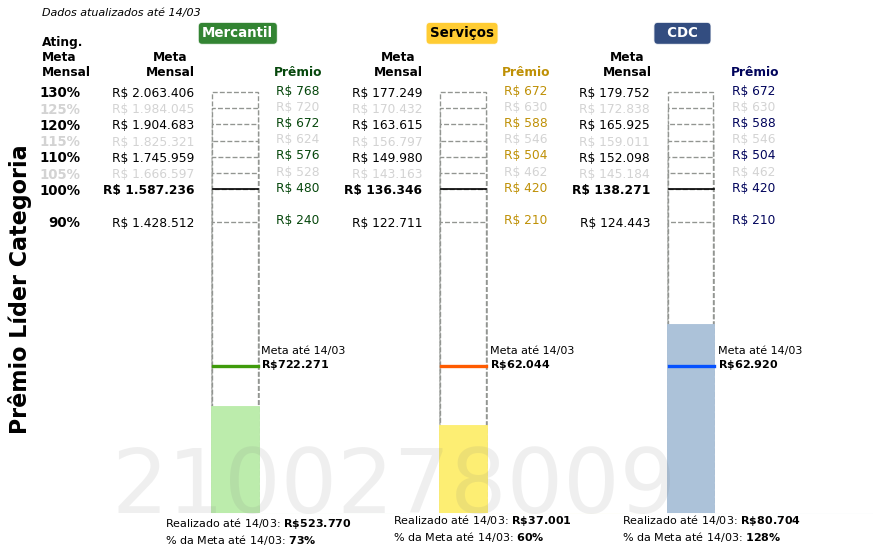 Dados atualizados até 14/03
Mercantil Serviços CDC
Ating.
Meta Meta Meta Meta
Mensal Mensal Prêmio Mensal Prêmio Mensal Prêmio
130% R$ 2.063.406 R$ 768 R$ 177.249 R$ 672 R$ 179.752 R$ 672
125% R$ 1.984.045 R$ 720 R$ 170.432 R$ 630 R$ 172.838 R$ 630
120% R$ 1.904.683 R$ 672 R$ 163.615 R$ 588 R$ 165.925 R$ 588
115% R$ 1.825.321 R$ 624 R$ 156.797 R$ 546 R$ 159.011 R$ 546
110% R$ 1.745.959 R$ 576 R$ 149.980 R$ 504 R$ 152.098 R$ 504
105% R$ 1.666.597 R$ 528 R$ 143.163 R$ 462 R$ 145.184 R$ 462
100% R$ 1.587.236 R$ 480 R$ 136.346 R$ 420 R$ 138.271 R$ 420
90% R$ 1.428.512 R$ 240 R$ 122.711 R$ 210 R$ 124.443 R$ 210
Prêmio Líder Categoria
Meta até 14/03 Meta até 14/03 Meta até 14/03
R$722.271 R$62.044 R$62.920
2100278009
Realizado até 14/03: R$523.770 Realizado até 14/03: R$37.001 Realizado até 14/03: R$80.704
% da Meta até 14/03: 73% % da Meta até 14/03: 60% % da Meta até 14/03: 128%